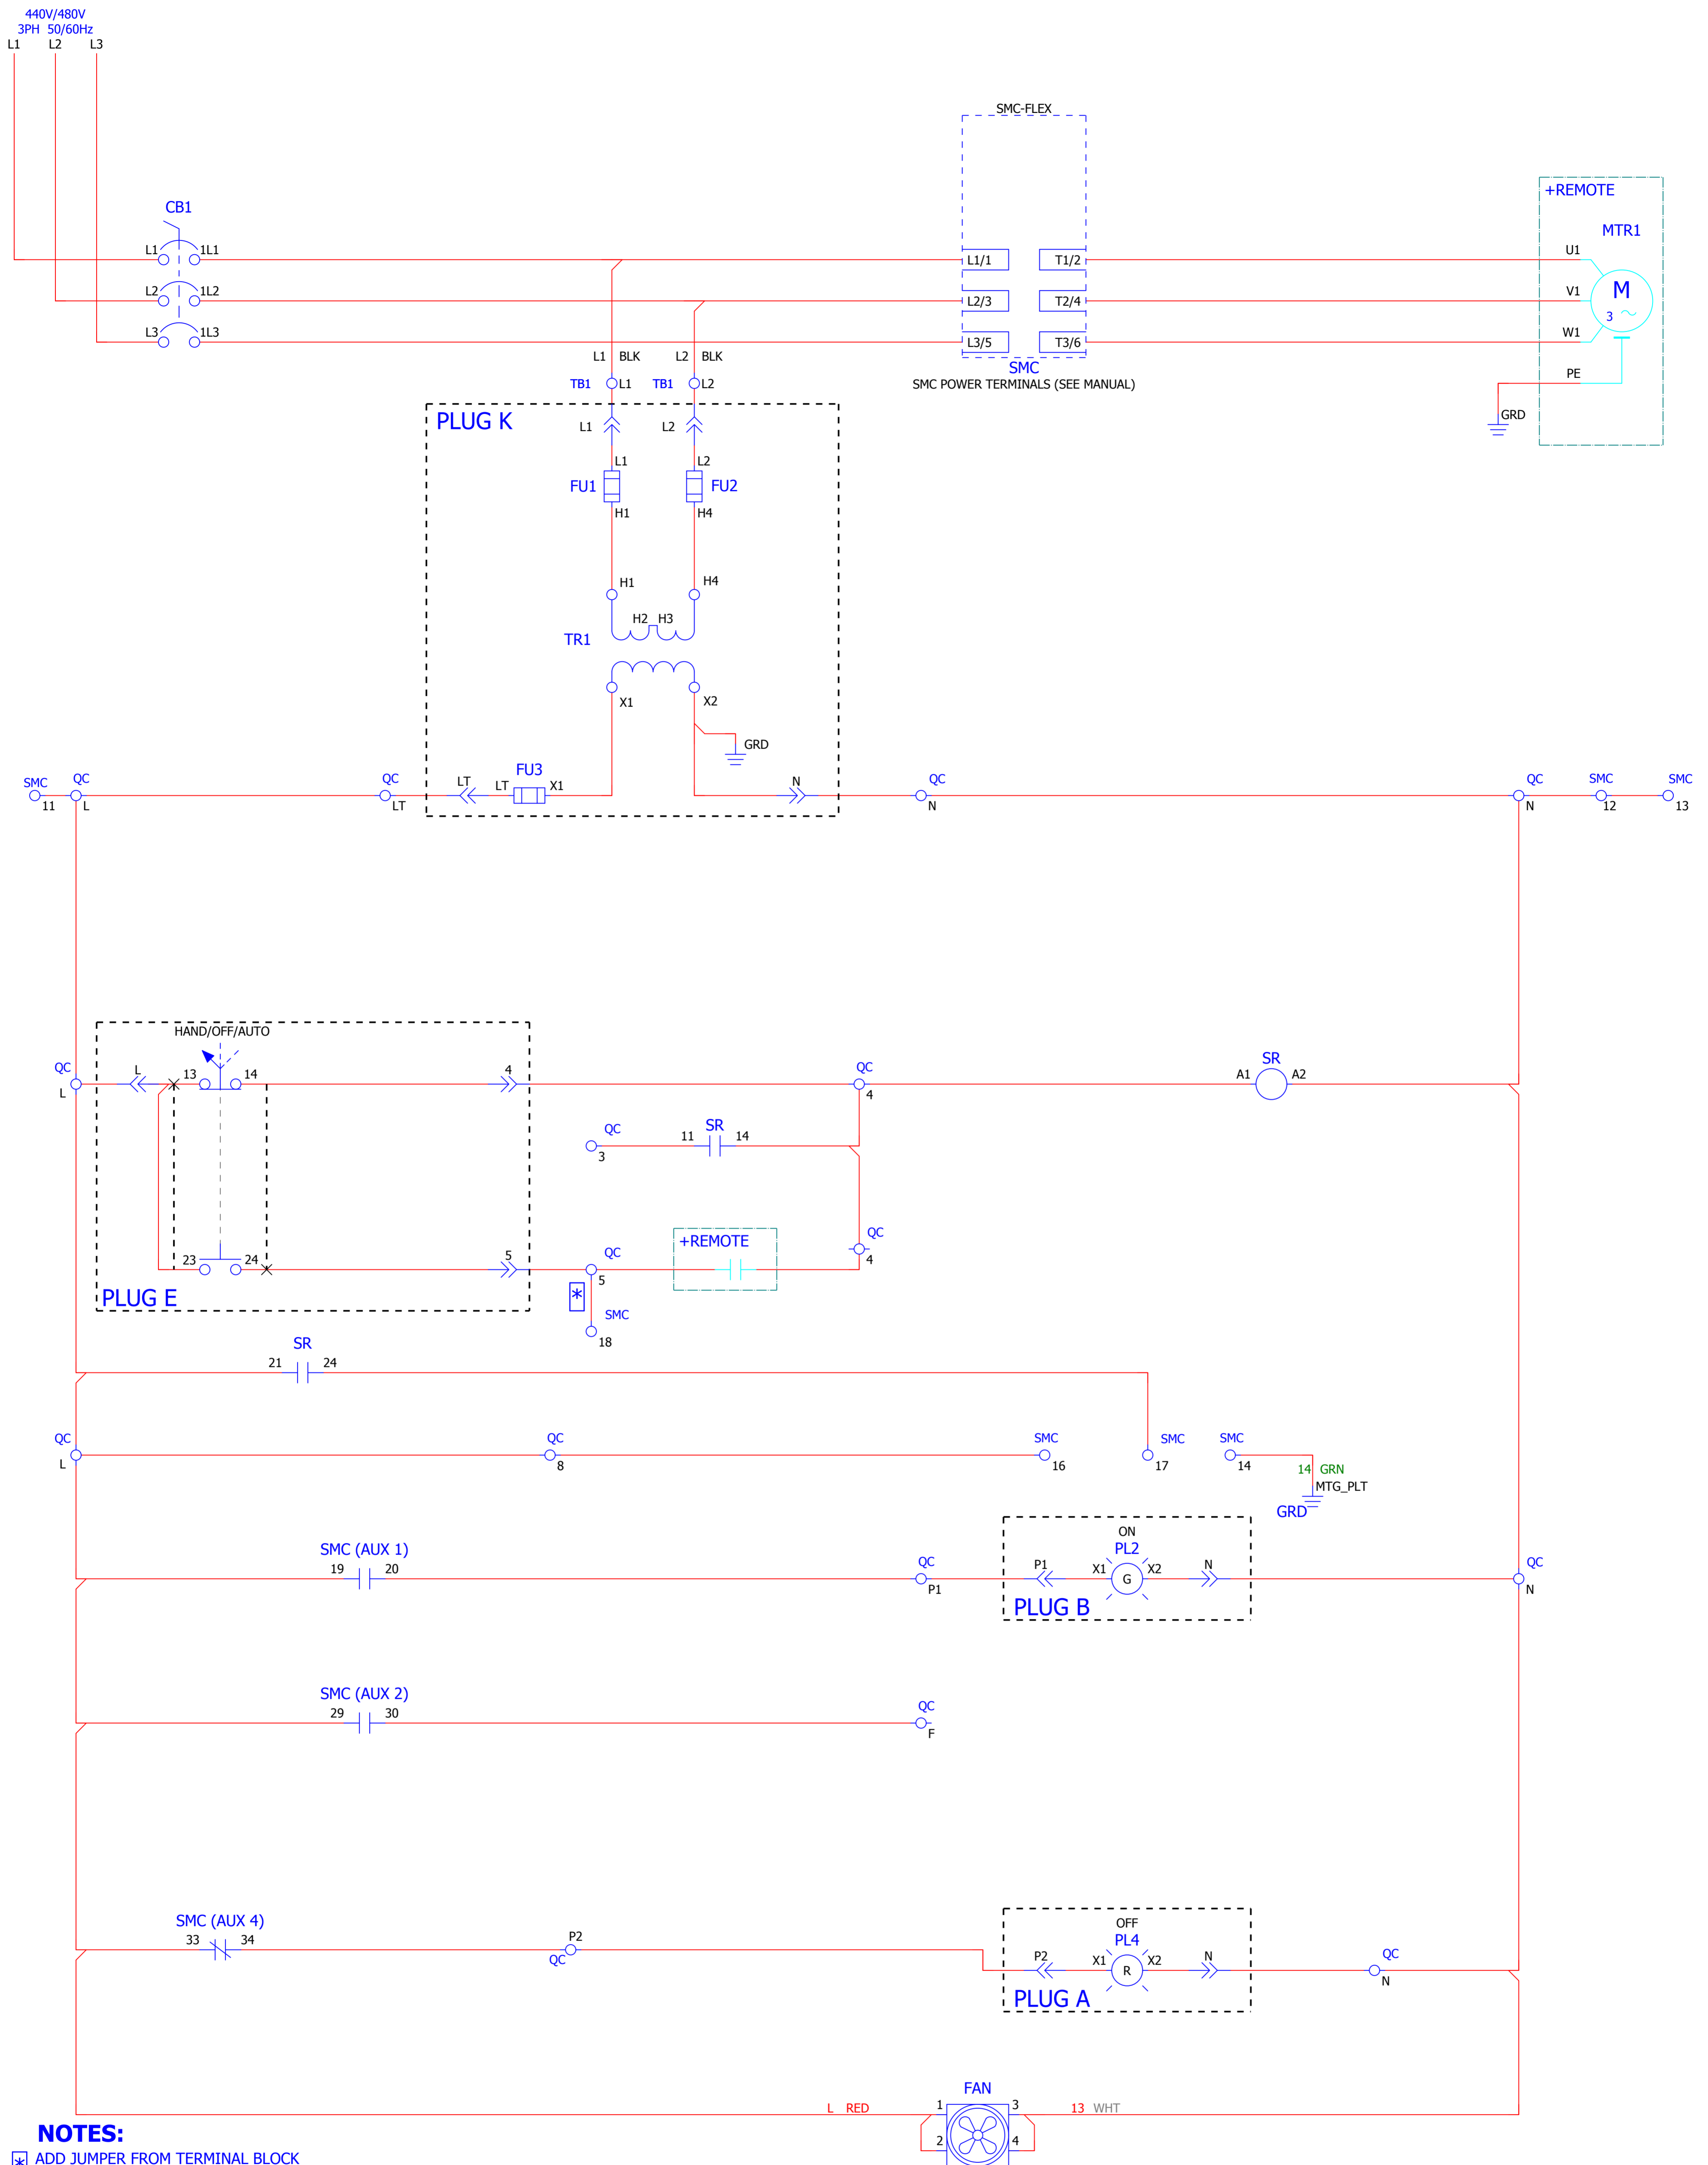 440V/480V
3PH 50/60Hz
L1 L2 L3
SMC-FLEX
+REMOTE
CB1
MTR1
L1 1L1 L1/1 T1/2 U1
L2 1L2 L2/3 T2/4 V1
M
3
L3 1L3 L3/5 T3/6 W1
L1 BLK L2 BLK
SMC
PE
TB1 L1 TB1 L2
SMC POWER TERMINALS (SEE MANUAL)
GRD
PLUG K
L1 L2
L1 L2
FU1 FU2
H1 H4
H1 H4
H2 H3
TR1
X1 X2
GRD
FU3
SMC QC QC LT LT X1 N QC QC SMC SMC
11 L LT N N 12 13
HAND/OFF/AUTO
QC L 13 14 4 QC SR
L 4 A1 A2
QC SR
3 11 14
QC
+REMOTE
23 24 5 QC 4
5
PLUG E
*
SMC
18
SR
21 24
QC QC SMC SMC SMC
L 8 16 17 14
14 GRN
MTG_PLT
GRD
ON
SMC (AUX 1) PL2
19 20 QC P1 X1 G X2 N QC
P1 N
PLUG B
SMC (AUX 2)
29 30 QC
F
SMC (AUX 4) OFF
33 34 P2 PL4
QC P2 X1 R X2 N QC
N
PLUG A
FAN
L RED 1 3 13 WHT
2 4
NOTES:
* ADD JUMPER FROM TERMINAL BLOCK